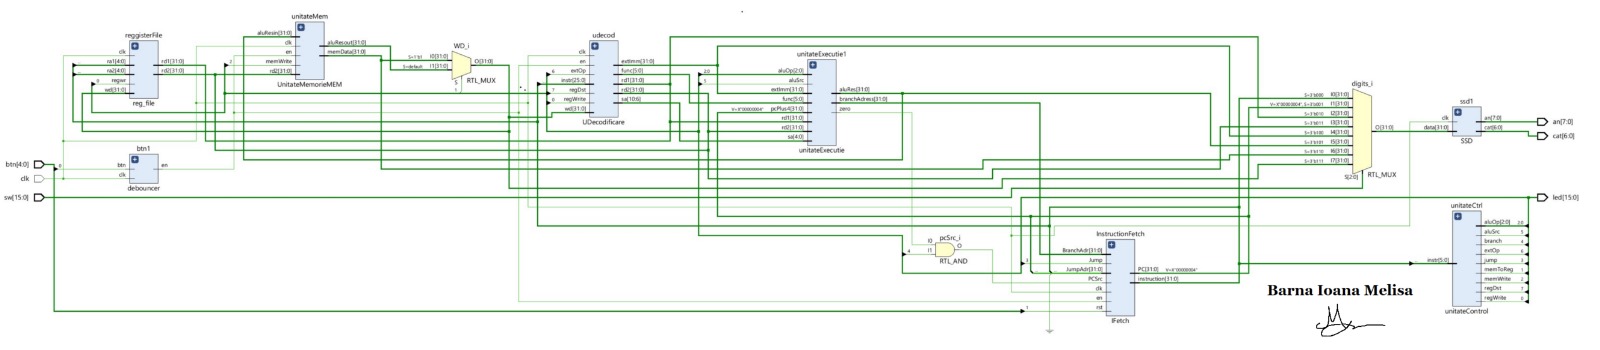 unitateMem
aluResin[31:0]
clk
en
memWrite
rd2[31:0]
aluResout[31:0]
memData[31:0]
UnitateMemorieMEM
reggisterFile
clk
ra1[4:0]
ra2[4:0]
regwr
wd[31:0]
rd1[31:0]
rd2[31:0]
reg_file
btn1
btn
clk
en
debouncer
btn[4:0]
clk
sw[15:0]
WD_i
S=1'b1
I0[31:0]
S=default
I1[31:0]
S
O[31:0]
RTL_MUX
udecod
clk
en
extOp
instr[25:0]
regDst
regWrite
wd[31:0]
extImm[31:0]
func[5:0]
rd1[31:0]
rd2[31:0]
sa[10:6]
UDecodificare
unitateExecutie1
aluOp[2:0]
aluSrc
extImm[31:0]
func[5:0]
V=X"00000004"
pcPlus4[31:0]
rd1[31:0]
rd2[31:0]
sa[4:0]
aluRes[31:0]
branchAdress[31:0]
zero
unitateExecutie
pcSrc_i
I0
I1
O
RTL_AND
InstructionFetch
BranchAdr[31:0]
Jump
JumpAdr[31:0]
PCSrc
clk
en
rst
PC[31:0]
V=X"00000004"
instruction[31:0]
IFetch
digits_i
S=3'b000
I0[31:0]
V=X"00000004", S=3'b001
I1[31:0]
S=3'b010
I2[31:0]
S=3'b011
I3[31:0]
S=3'b100
I4[31:0]
S=3'b101
I5[31:0]
S=3'b110
I6[31:0]
S=3'b111
I7[31:0]
S[2:0]
O[31:0]
RTL_MUX
ssd1
clk
data[31:0]
an[7:0]
cat[6:0]
SSD
an[7:0]
cat[6:0]
led[15:0]
unitateCtrl
instr[5:0]
aluOp[2:0]
aluSrc
branch
extOp
jump
memToReg
memWrite
regDst
regWrite
unitateControl
Barna Ioana Melisa